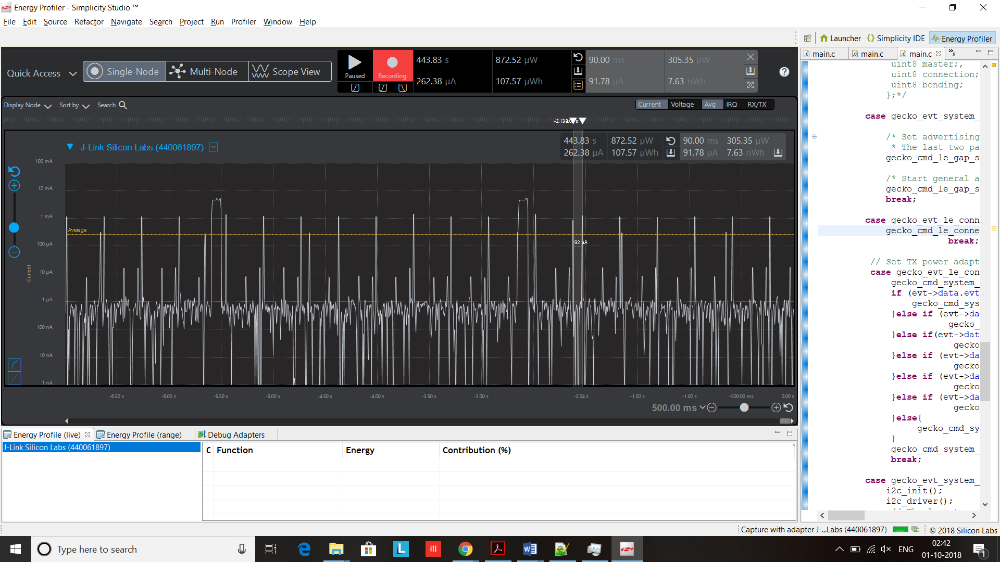 Energy Profiler - Simplicity Studio ™
File Edit Source Refactor Navigate Search Project Run Profiler Window Help
Launcher Simplicity IDE Energy Profiler
Quick Access Single-Node Multi-Node Scope View
Paused Recording
443.83 s 872.52 µW 90.00 ms 305.35 µW
262.38 µA 107.57 µWh 91.78 µA 7.63 nWh
Display Node Sort by Search
Current Voltage Avg IRQ RX/TX
J-Link Silicon Labs (440061897)
443.83 s 872.52 µW 90.00 ms 305.35 µW
262.38 µA 107.57 µWh 91.78 µA 7.63 nWh
100 mA
10 mA
1 mA
Average
100 µA
92 µA
10 µA
Current
1 µA
100 nA
10 nA
1 nA
-6.50 s -6.00 s -5.50 s -5.00 s -4.50 s -4.00 s -3.50 s -3.00 s -2.04 s -1.50 s -1.00 s -500.00 ms 0.00 s
500.00 ms
Energy Profile (live) Energy Profile (range) Debug Adapters
J-Link Silicon Labs (440061897)
C Function Energy Contribution (%)
main.c main.c main.c »8
uint8 master;,
uint8 connection;
uint8 bonding;
};*/
case gecko_evt_system_
/* Set advertising
* The last two pa
gecko_cmd_le_gap_s
/* Start general a
gecko_cmd_le_gap_s
break;
case gecko_evt_le_conn
gecko_cmd_le_conne
break;
// Set TX power adapt
case gecko_evt_le_con
gecko_cmd_system_
if (evt->data.evt
gecko_cmd_sys
}else if (evt->da
gecko_
}else if(evt->dat
gecko
}else if (evt->da
gecko
}else if (evt->da
gecko
}else if (evt->da
gecko
}else{
gecko_cmd_sy
}
gecko_cmd_system_
break;
case gecko_evt_system_
i2c_init();
i2c_driver();
Capture with adapter J-...Labs (440061897) © 2018 Silicon Labs
Type here to search
ENG 02:42
01-10-2018
1